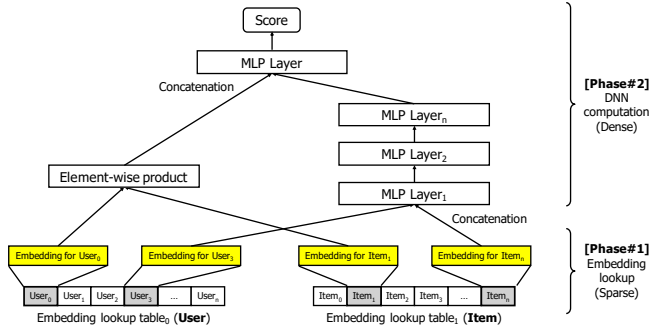 Score
MLP Layer
Concatenation
[Phase#2]
DNN
computation
(Dense)
MLP Layerₙ
MLP Layer₂
Element-wise product
MLP Layer₁
Concatenation
Embedding for User₀
Embedding for User₃
Embedding for Item₁
Embedding for Itemₙ
[Phase#1]
Embedding
lookup
(Sparse)
User₀ User₁ User₂ User₃ ... Userₙ
Item₀ Item₁ Item₂ Item₃ ... Itemₙ
Embedding lookup table₀ (User)
Embedding lookup table₁ (Item)